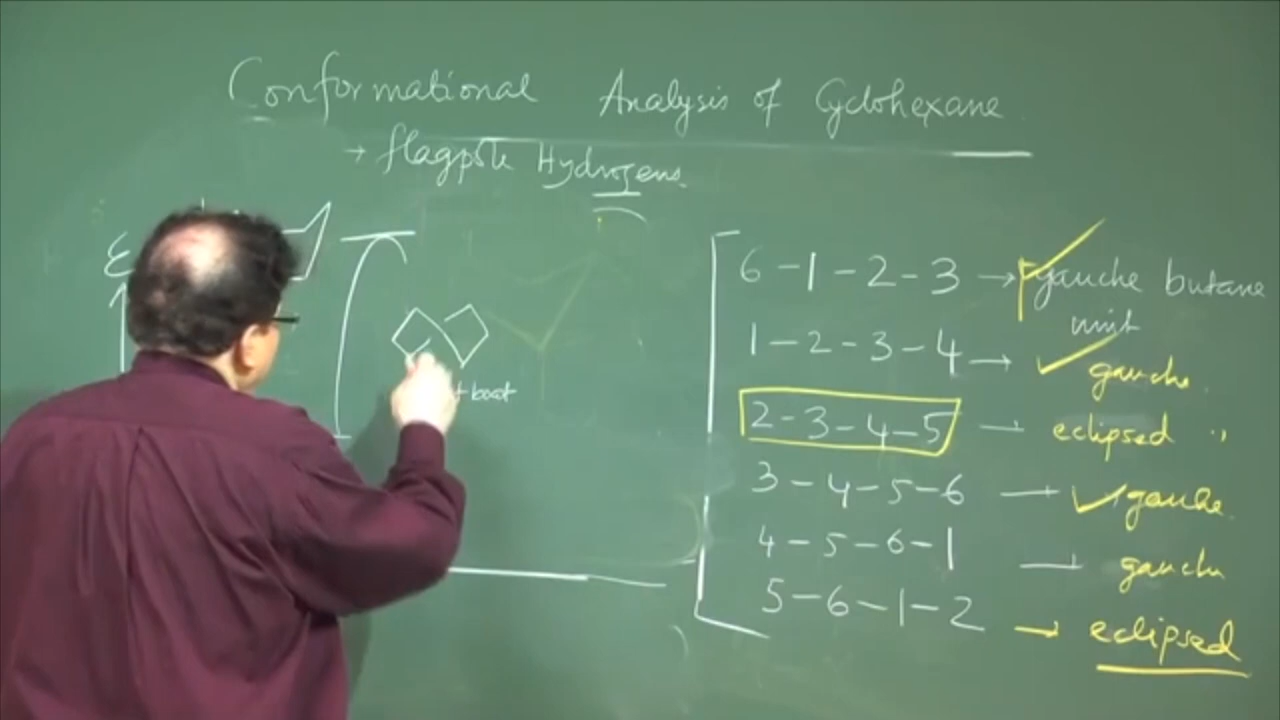 Conformational Analysis of Cyclohexane
→ flagpole Hydrogens
E
boat
6-1-2-3 → gauche butane
unit
1-2-3-4 → gauche
2-3-4-5 → eclipsed "
3-4-5-6 → gauche
4-5-6-1 → gauche
5-6-1-2 → eclipsed